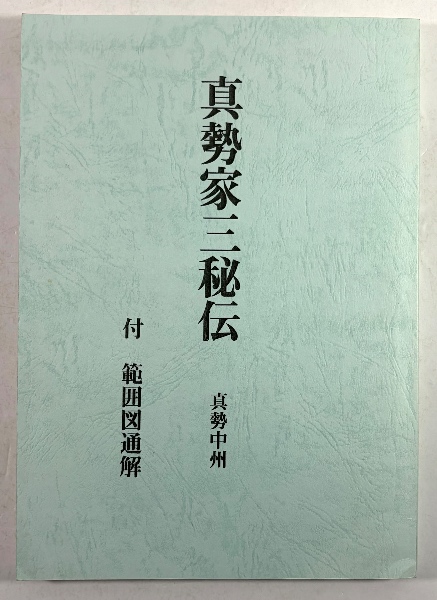 真勢家三秘伝
真勢中州
付 範囲図通解